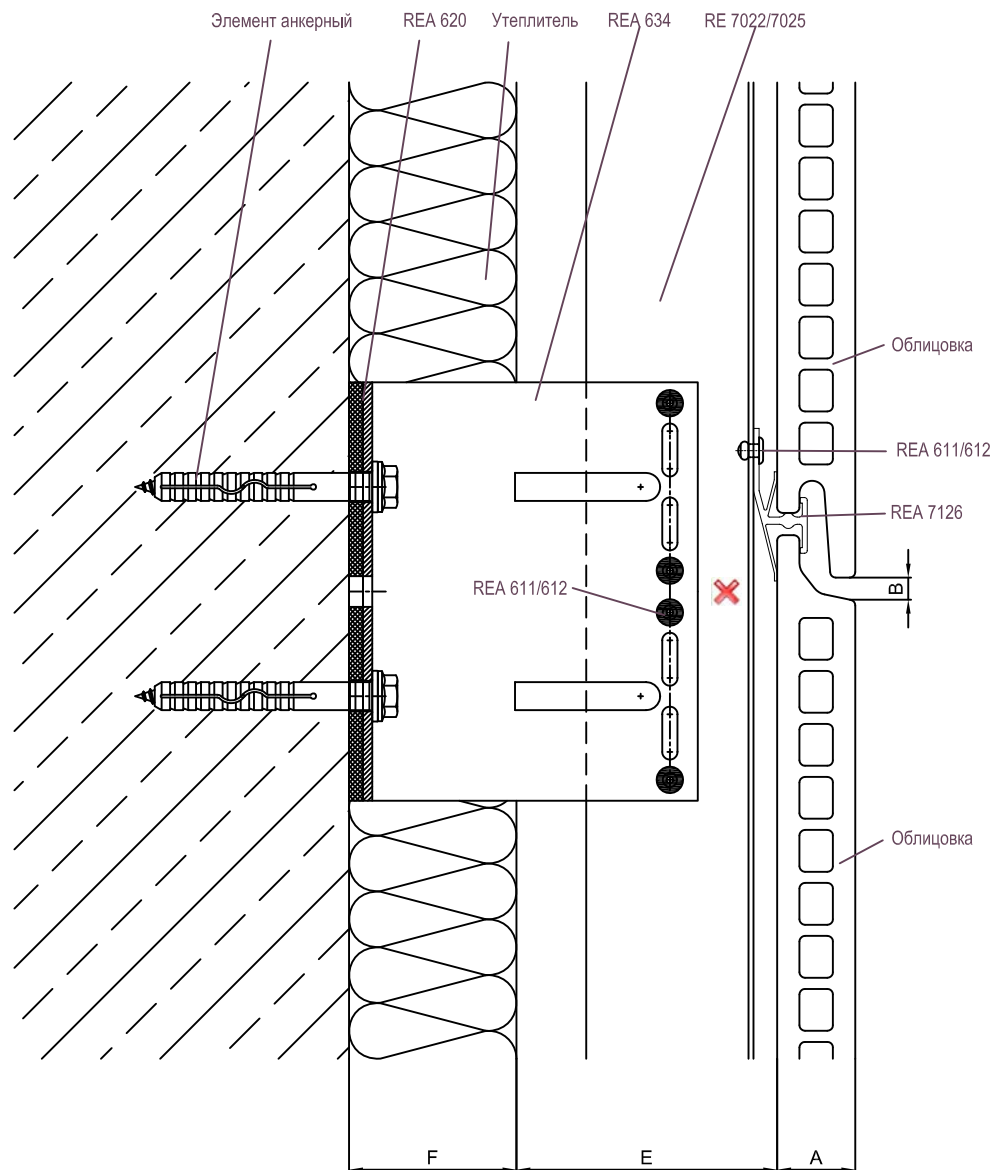 Элемент анкерный
REA 620
Утеплитель
REA 634
RE 7022/7025
Облицовка
REA 611/612
REA 7126
REA 611/612
B
Облицовка
F
E
A